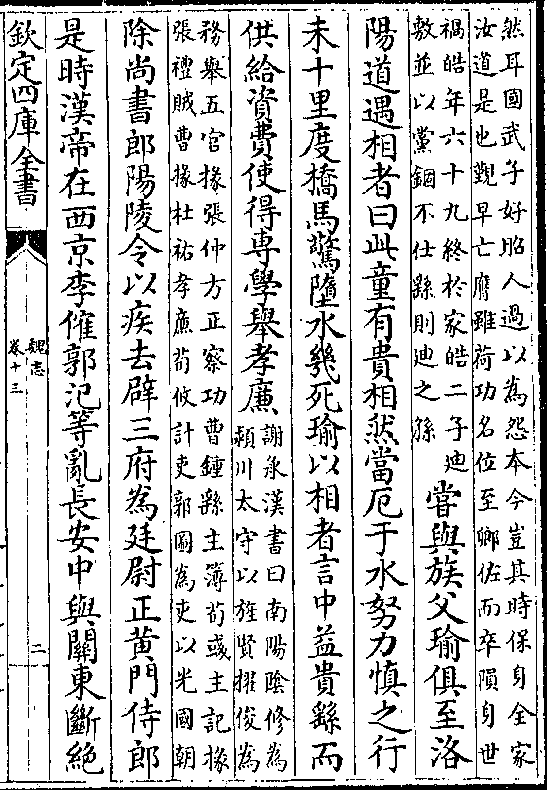 然耳國武子好昭人過以為怨本今豈其時保身全家
汝道是也覲早亡膺雖荷功名位至卿佐而卒隕身世
禍皓年六十九終於家皓二子迪
敷並以黨錮不仕繇則迪之孫
嘗與族父瑜俱至洛
陽道遇相者曰此童有貴相然當厄于水努力慎之行
未十里度橋馬驚墮水幾死瑜以相者言中益貴繇而
供給資費使得専學舉孝廉
謝承漢書曰南陽陰修為
潁川太守以旌賢擢俊為
務舉五官掾張仲方正察功曹鍾繇主簿荀彧主記掾
張禮賊曹掾杜祐孝廉荀攸計吏郭圖為吏以光國朝
除尚書郎陽陵令以疾去辟三府為廷尉正黄門侍郎
是時漢帝在西京李傕郭汜等亂長安中與關東斷絶
欽定四庫全書
魏志
卷十三
二